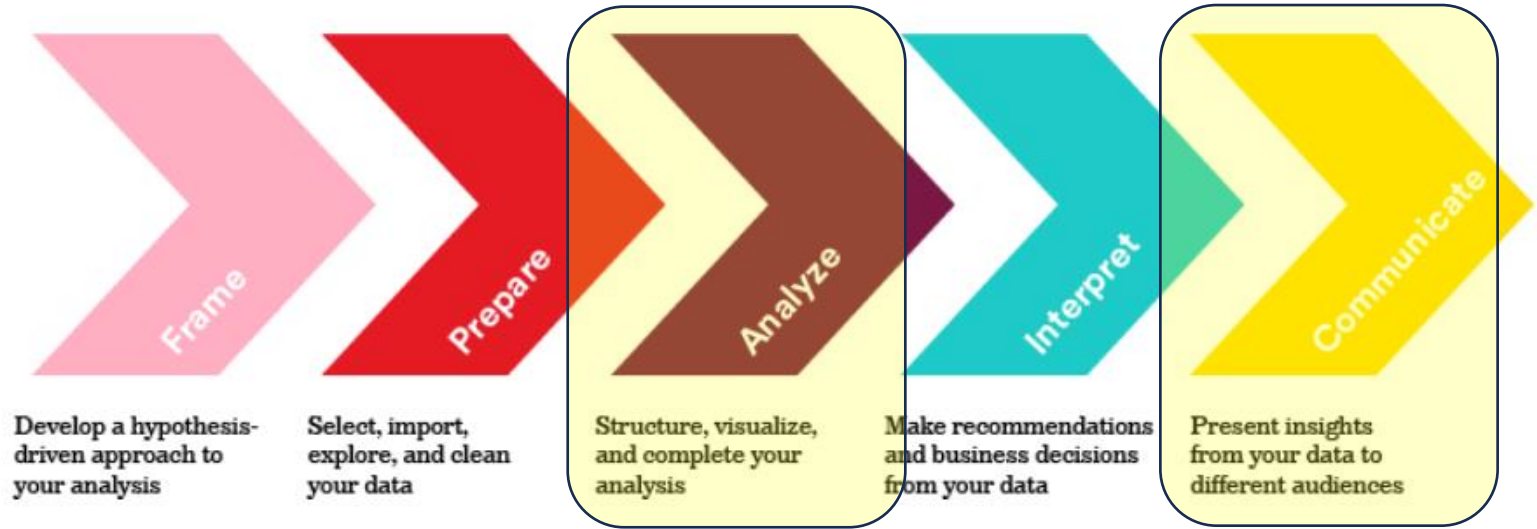 Frame
Prepare
Analyze
Interpret
Communicate
Develop a hypothesis-
driven approach to
your analysis
Select, import,
explore, and clean
your data
Structure, visualize,
and complete your
analysis
Make recommendations
and business decisions
from your data
Present insights
from your data to
different audiences